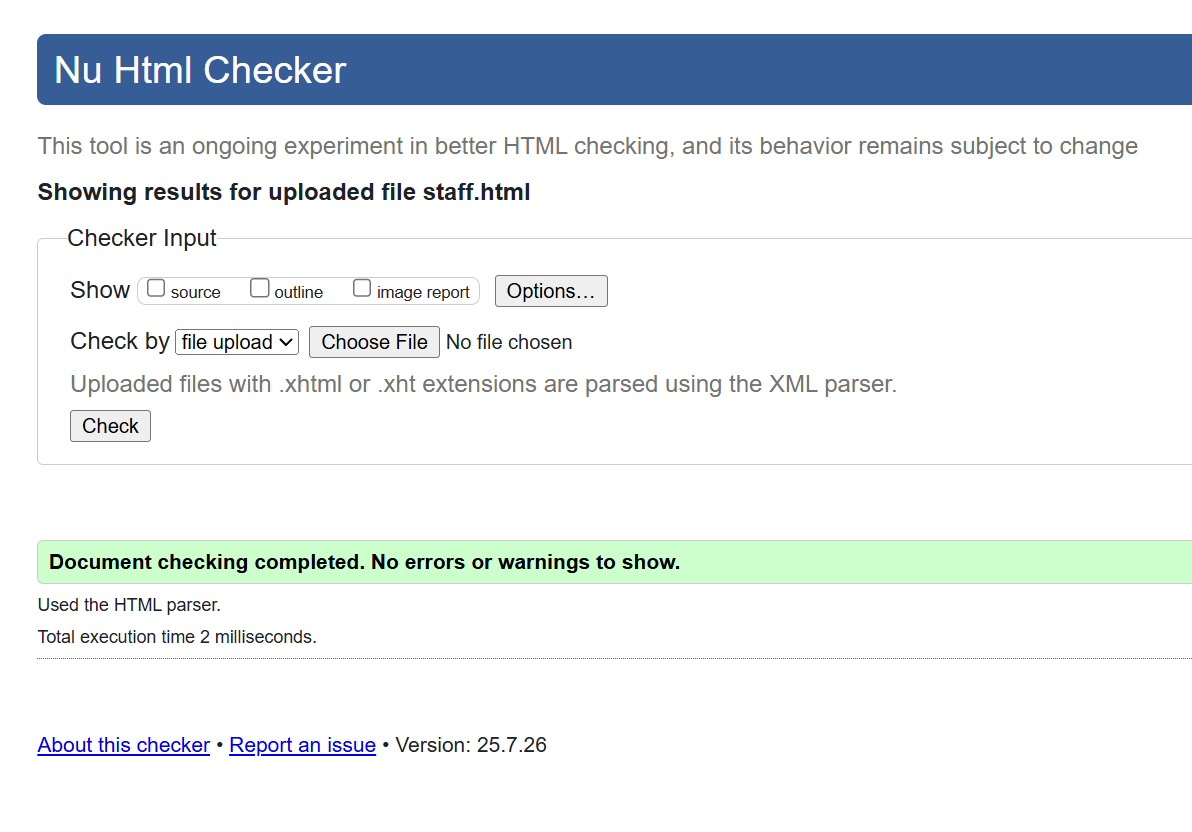 Nu Html Checker
This tool is an ongoing experiment in better HTML checking, and its behavior remains subject to change
Showing results for uploaded file staff.html
Checker Input
Show source outline image report Options...
Check by file upload Choose File No file chosen
Uploaded files with .xhtml or .xht extensions are parsed using the XML parser.
Check
Document checking completed. No errors or warnings to show.
Used the HTML parser.
Total execution time 2 milliseconds.
About this checker • Report an issue • Version: 25.7.26